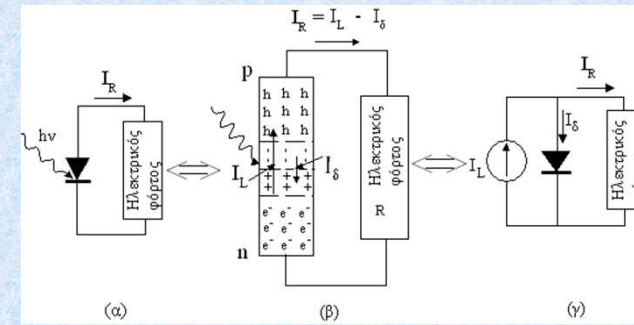 I_R = I_L - I_δ
I_R
hν
Ηλεκτρικός
φόρτος
p
h h h
h h h
h h h
- - -
+ + +
+ + +
I_L
I_δ
e⁻ e⁻ e⁻
e⁻ e⁻ e⁻
e⁻ e⁻ e⁻
n
Ηλεκτρικός
φόρτος
R
I_R
I_L
I_δ
Ηλεκτρικός
(α)
(β)
(γ)